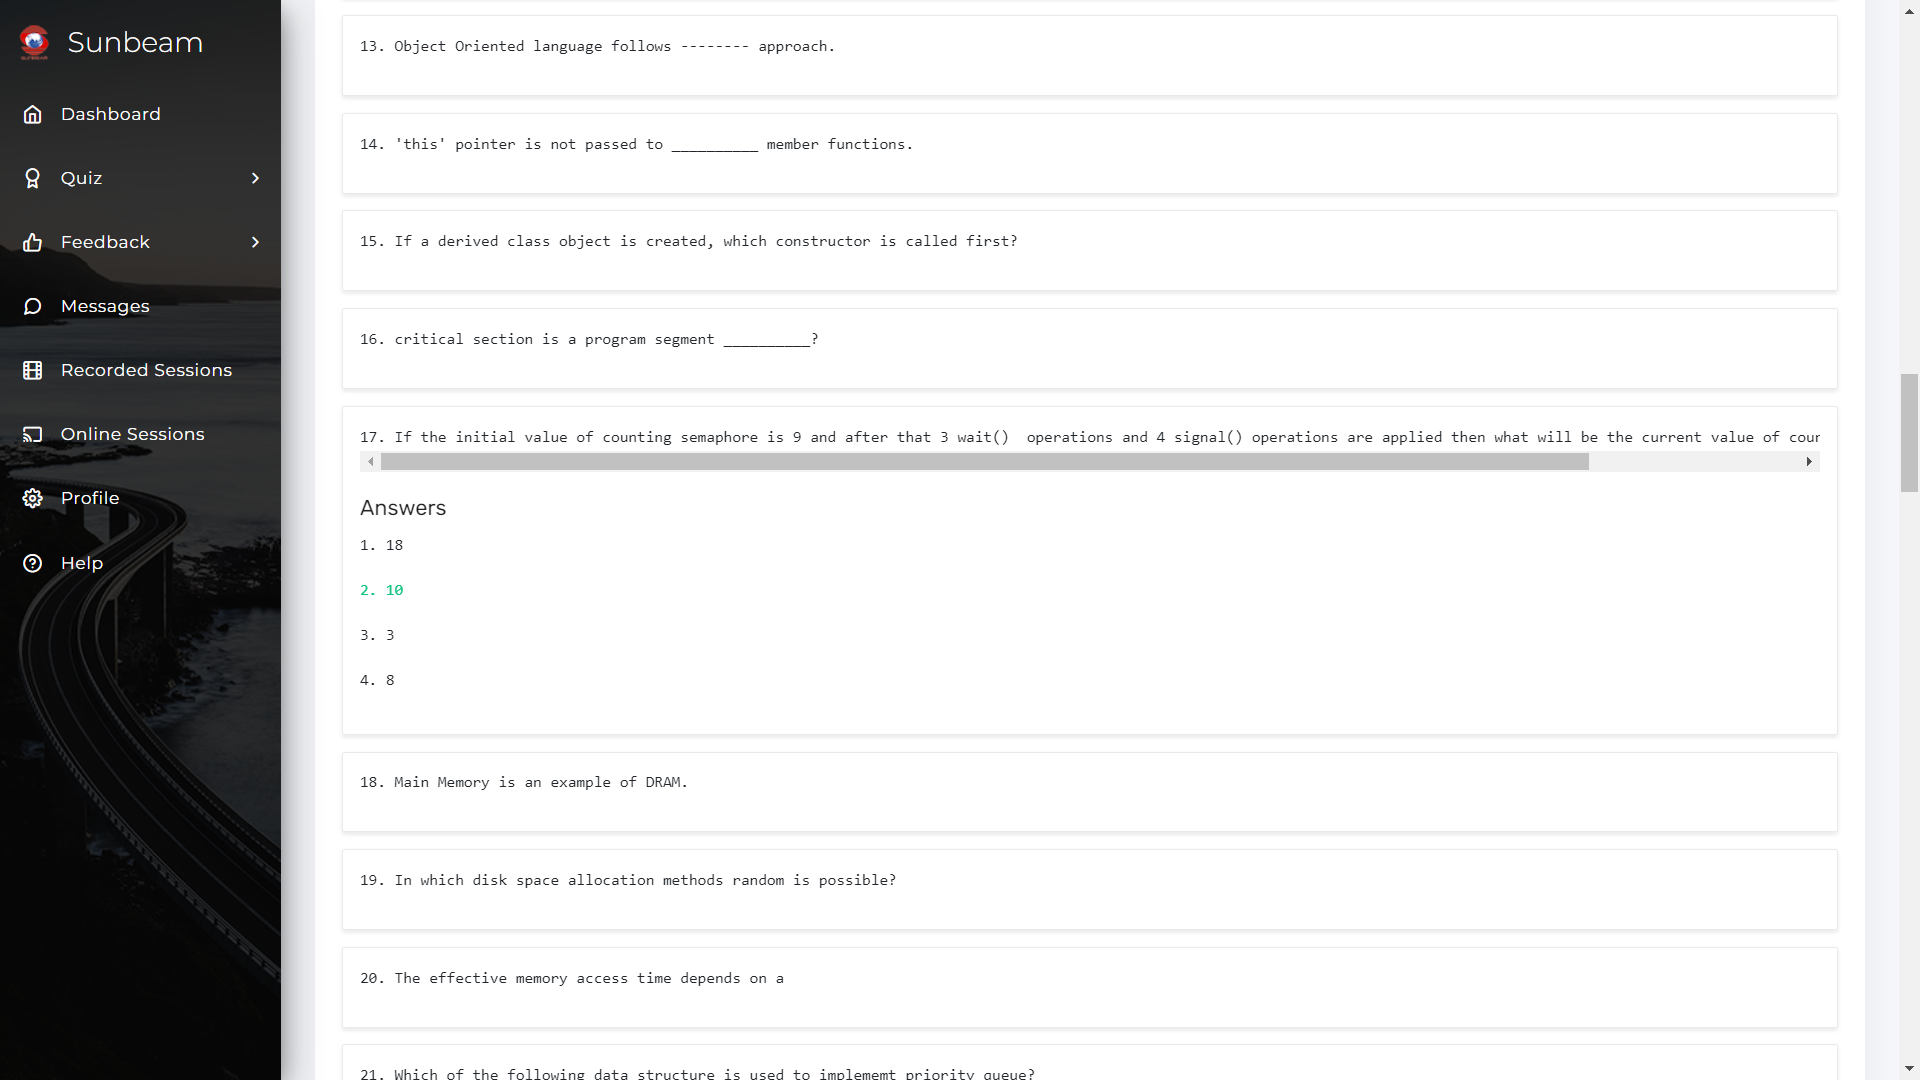 Sunbeam
Dashboard
Quiz
Feedback
Messages
Recorded Sessions
Online Sessions
Profile
Help
13. Object Oriented language follows -------- approach.
14. 'this' pointer is not passed to __________ member functions.
15. If a derived class object is created, which constructor is called first?
16. critical section is a program segment __________?
17. If the initial value of counting semaphore is 9 and after that 3 wait()  operations and 4 signal() operations are applied then what will be the current value of cour
Answers
1. 18
2. 10
3. 3
4. 8
18. Main Memory is an example of DRAM.
19. In which disk space allocation methods random is possible?
20. The effective memory access time depends on a
21. Which of the following data structure is used to implememt priority queue?